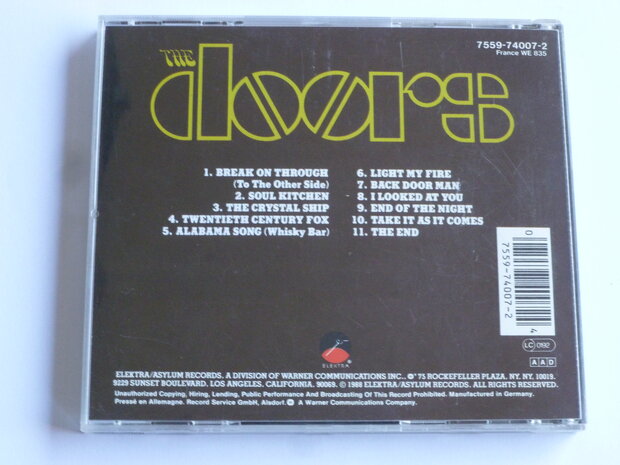 7559-74007-2
France WE 835
THE
doors
1. BREAK ON THROUGH
(To The Other Side)
2. SOUL KITCHEN
3. THE CRYSTAL SHIP
4. TWENTIETH CENTURY FOX
5. ALABAMA SONG (Whisky Bar)
6. LIGHT MY FIRE
7. BACK DOOR MAN
8. I LOOKED AT YOU
9. END OF THE NIGHT
10. TAKE IT AS IT COMES
11. THE END
0 7559-74007-2 4
LC 0192
AAD
ELEKTRA
ELEKTRA/ASYLUM RECORDS. A DIVISION OF WARNER COMMUNICATIONS INC.. ® 75 ROCKEFELLER PLAZA. NY. NY. 10019.
9229 SUNSET BOULEVARD. LOS ANGELES. CALIFORNIA. 90069. © 1988 ELEKTRA/ASYLUM RECORDS. ALL RIGHTS RESERVED.
Unauthorized Copying, Hiring, Lending, Public Performance And Broadcasting Of This Record Prohibited. Manufactured in Germany.
Pressé en Allemagne. Record Service GmbH, Alsdorf. A Warner Communications Company.